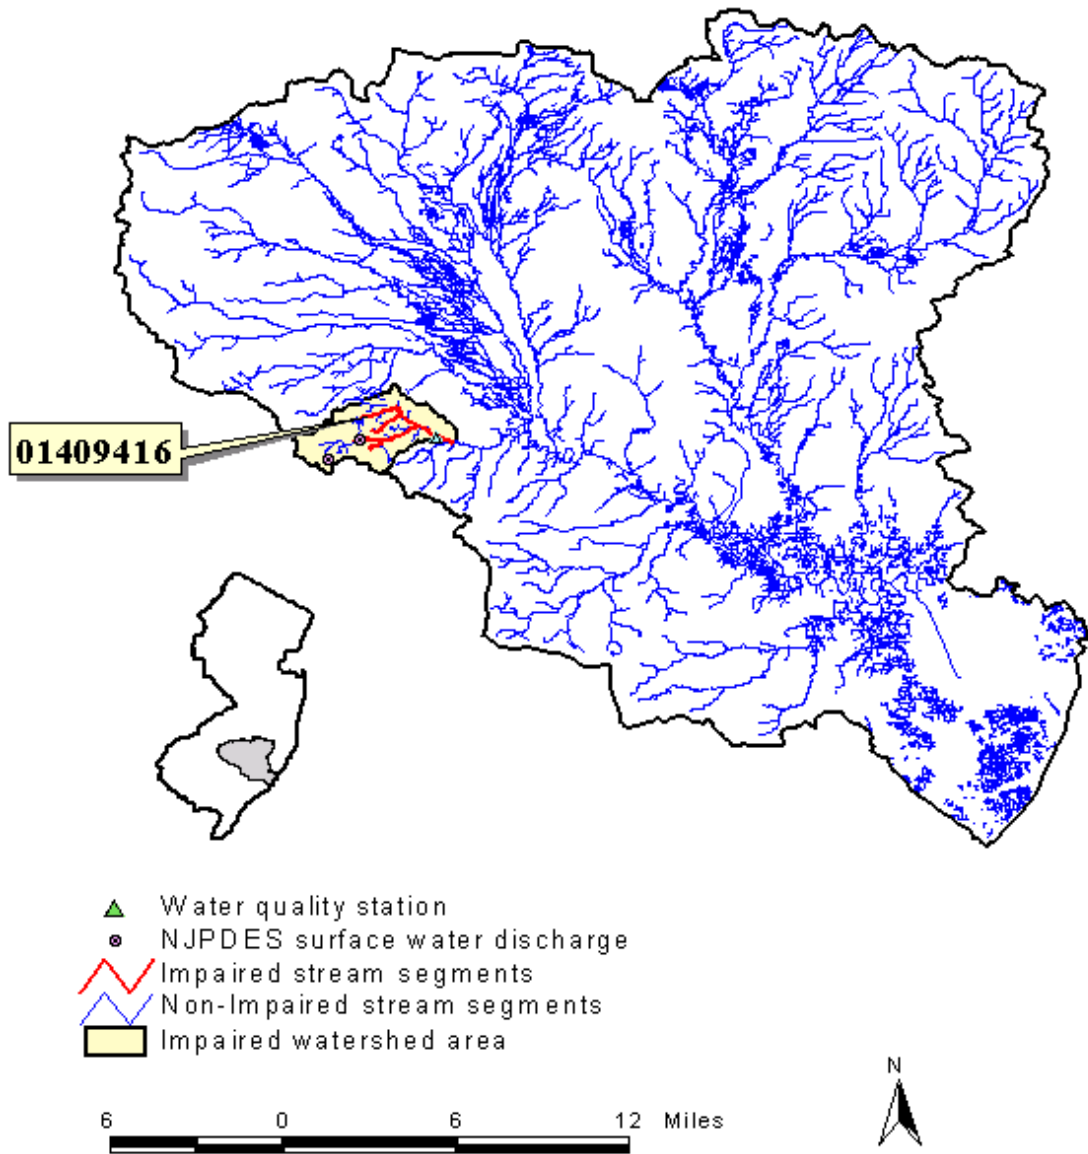 01409416
Water quality station
NJPDES surface water discharge
Impaired stream segments
Non-Impaired stream segments
Impaired watershed area
N
6 0 6 12 Miles